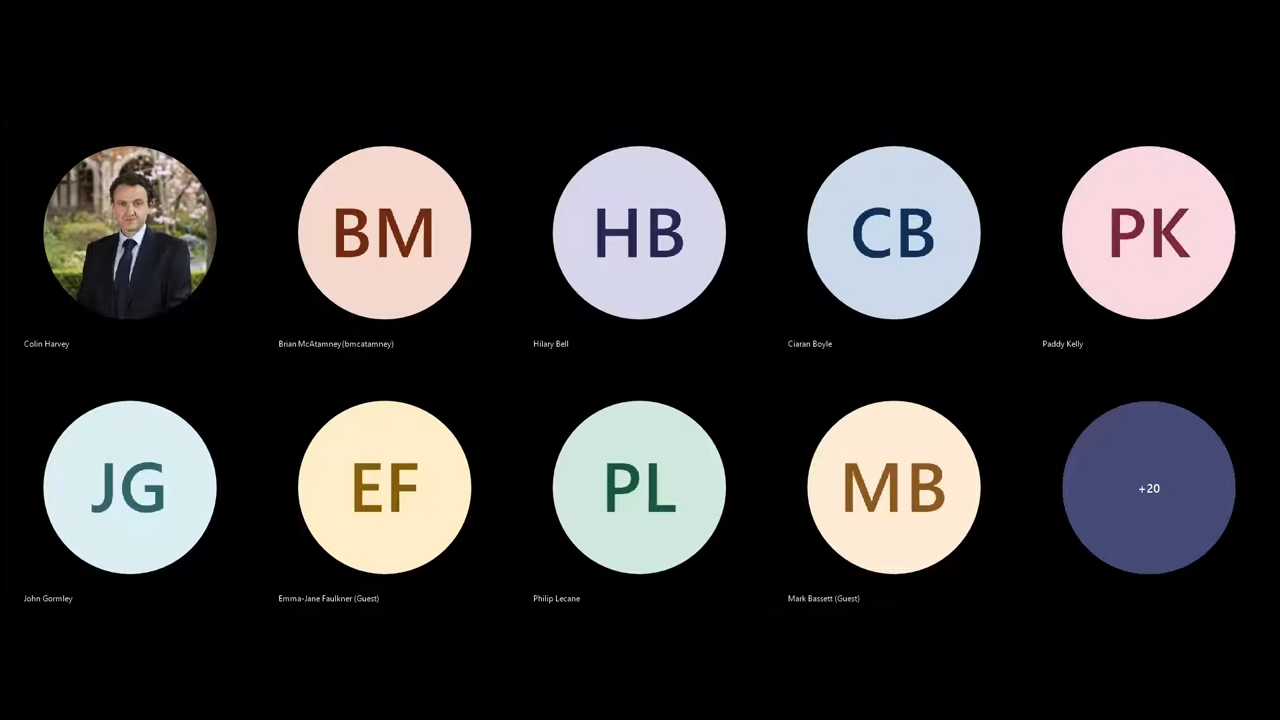 BM
HB
CB
PK
Colin Harvey
Brian McAtamney(bmcatamney)
Hilary Bell
Ciaran Boyle
Paddy Kelly
JG
EF
PL
MB
+20
John Gormley
Emma-Jane Faulkner (Guest)
Philip Lecane
Mark Bassett (Guest)